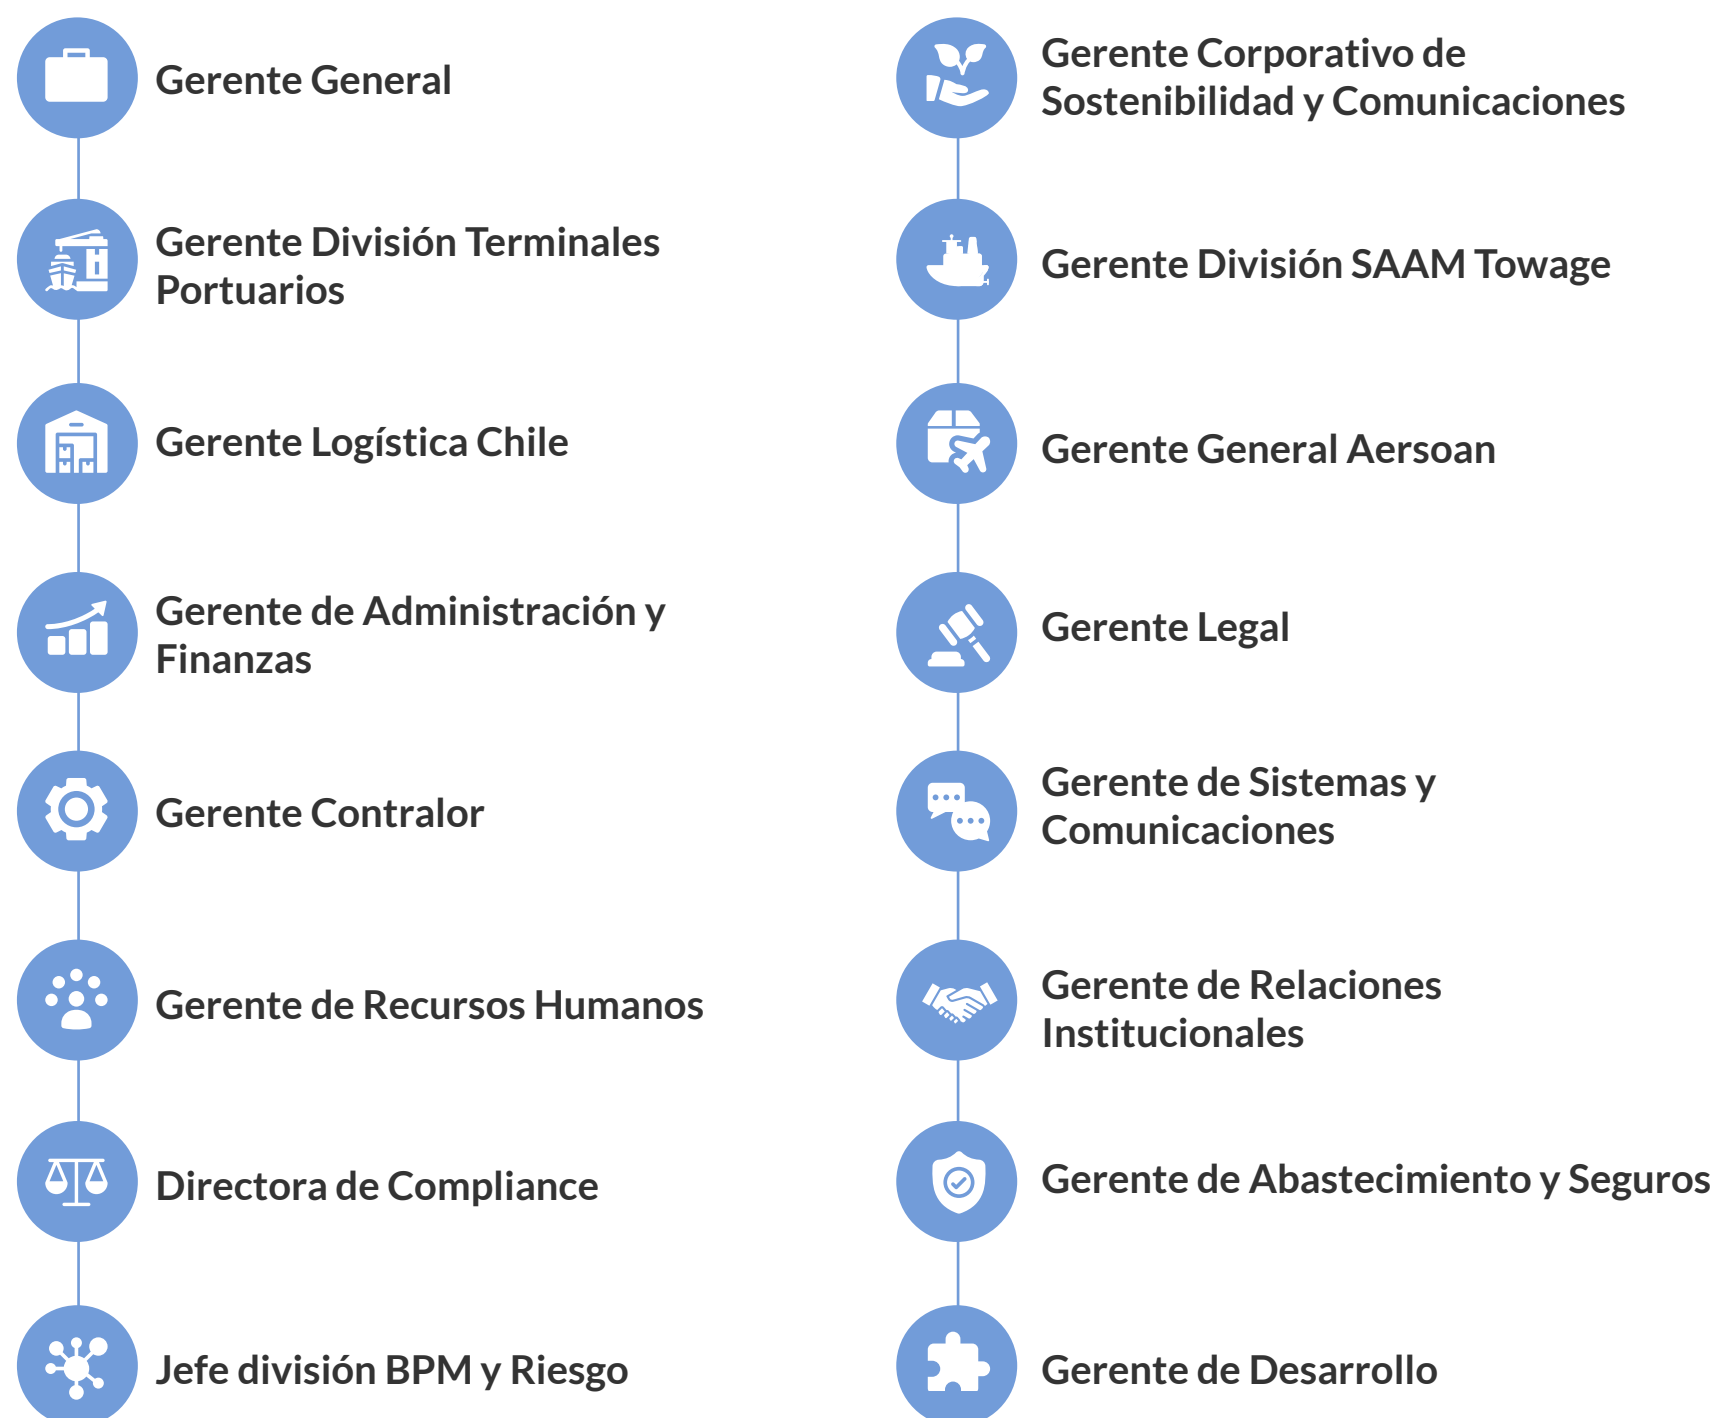 Gerente General
Gerente División Terminales
Portuarios
Gerente Logística Chile
Gerente de Administración y
Finanzas
Gerente Contralor
Gerente de Recursos Humanos
Directora de Compliance
Jefe división BPM y Riesgo
Gerente Corporativo de
Sostenibilidad y Comunicaciones
Gerente División SAAM Towage
Gerente General Aersoan
Gerente Legal
Gerente de Sistemas y
Comunicaciones
Gerente de Relaciones
Institucionales
Gerente de Abastecimiento y Seguros
Gerente de Desarrollo